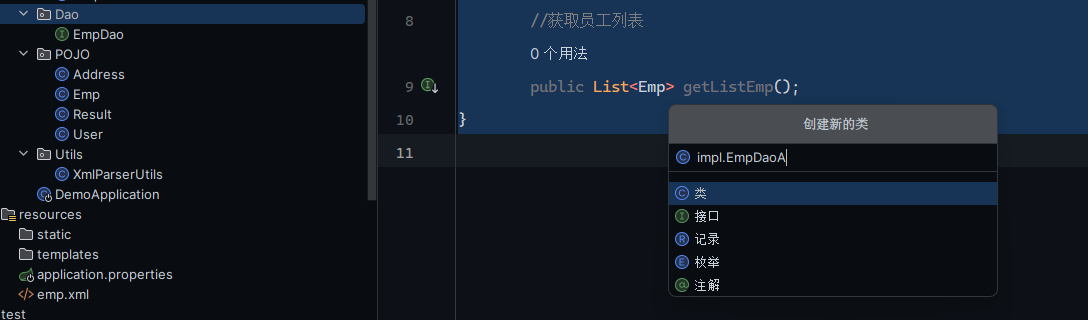 Dao
EmpDao
POJO
Address
Emp
Result
User
Utils
XmlParserUtils
DemoApplication
resources
static
templates
application.properties
emp.xml
test
8 //获取员工列表
0 个用法
9 public List<Emp> getListEmp();
10 }
11
创建新的类
impl.EmpDaoA
类
接口
记录
枚举
注解